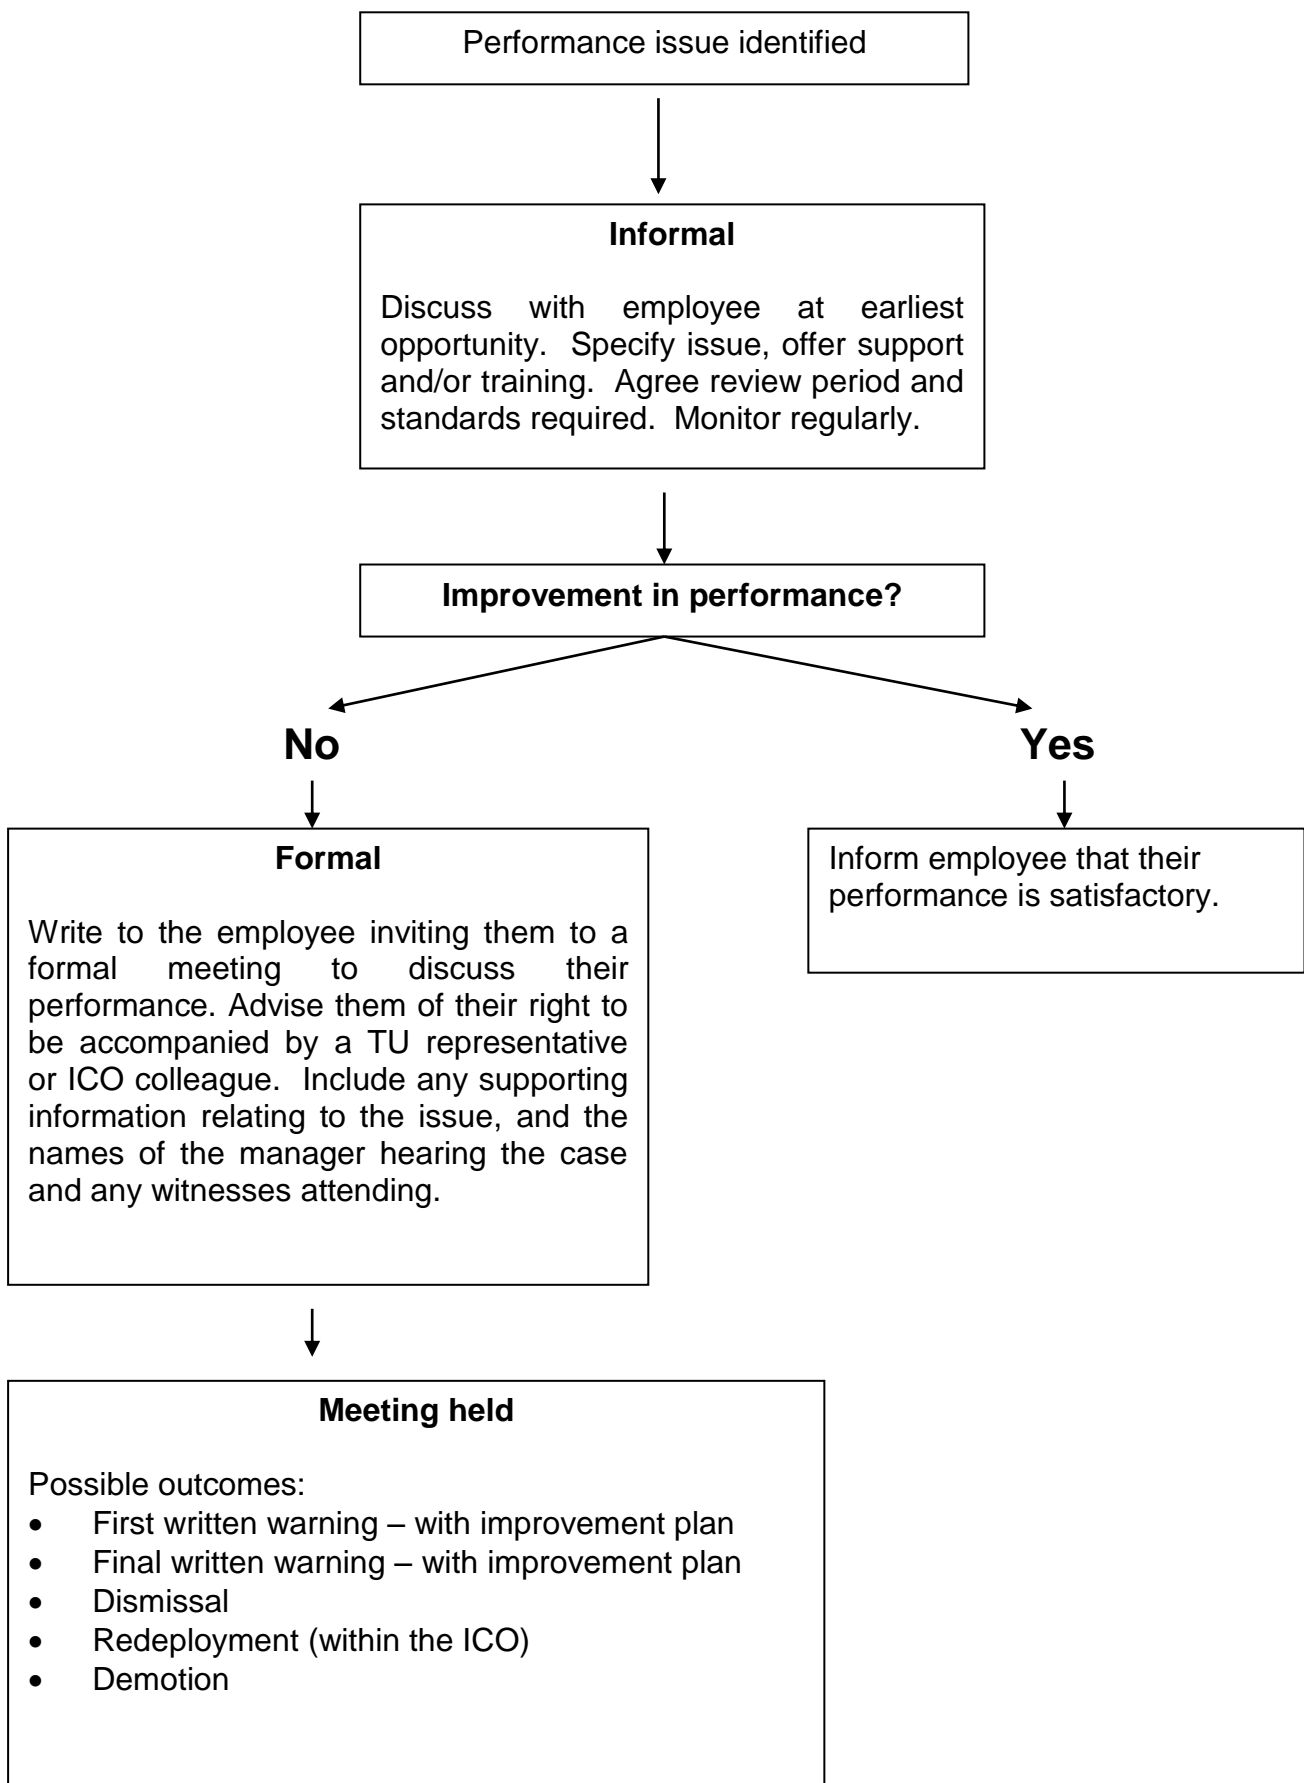 Performance issue identified
Informal
Discuss with employee at earliest
opportunity. Specify issue, offer support
and/or training. Agree review period and
standards required. Monitor regularly.
Improvement in performance?
No
Yes
Formal
Write to the employee inviting them to a
formal meeting to discuss their
performance. Advise them of their right to
be accompanied by a TU representative
or ICO colleague. Include any supporting
information relating to the issue, and the
names of the manager hearing the case
and any witnesses attending.
Inform employee that their
performance is satisfactory.
Meeting held
Possible outcomes:
• First written warning – with improvement plan
• Final written warning – with improvement plan
• Dismissal
• Redeployment (within the ICO)
• Demotion